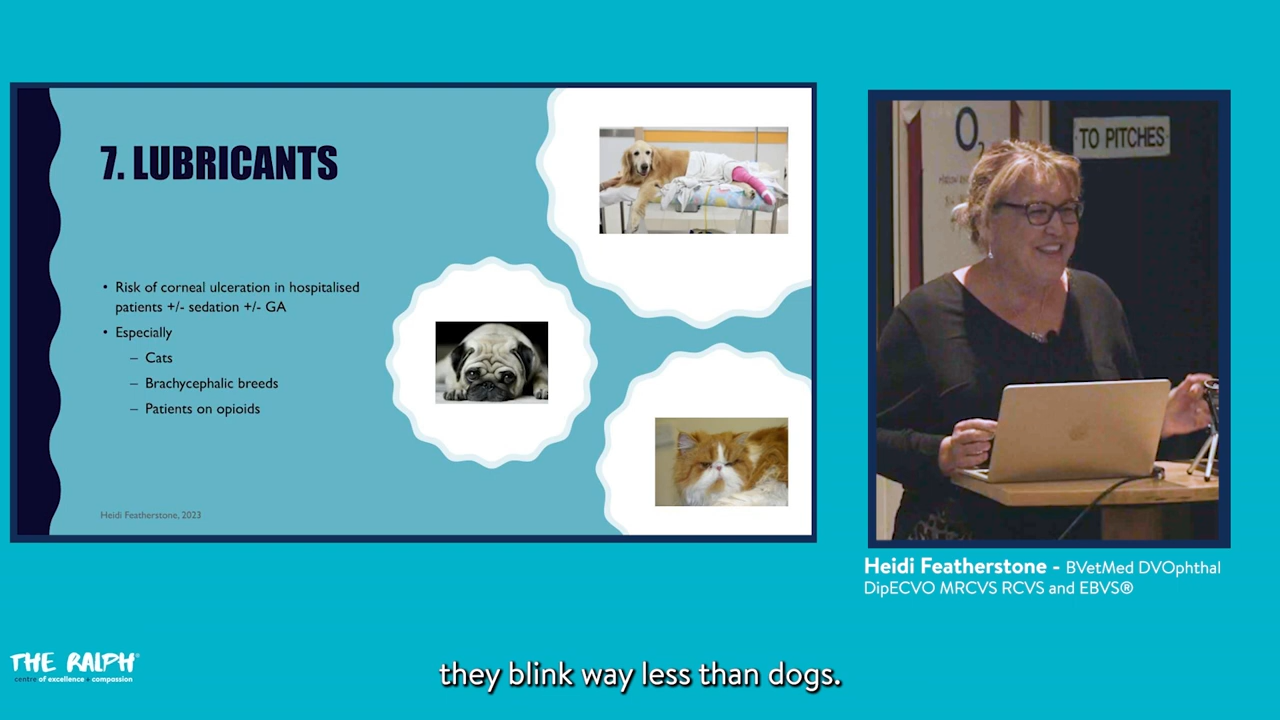 7. LUBRICANTS
• Risk of corneal ulceration in hospitalised
patients +/- sedation +/- GA
• Especially
– Cats
– Brachycephalic breeds
– Patients on opioids
Heidi Featherstone, 2023
O2
TO PITCHES
Heidi Featherstone - BVetMed DVOphthal
DipECVO MRCVS RCVS and EBVS®
THE RALPH®
centre of excellence + compassion
they blink way less than dogs.